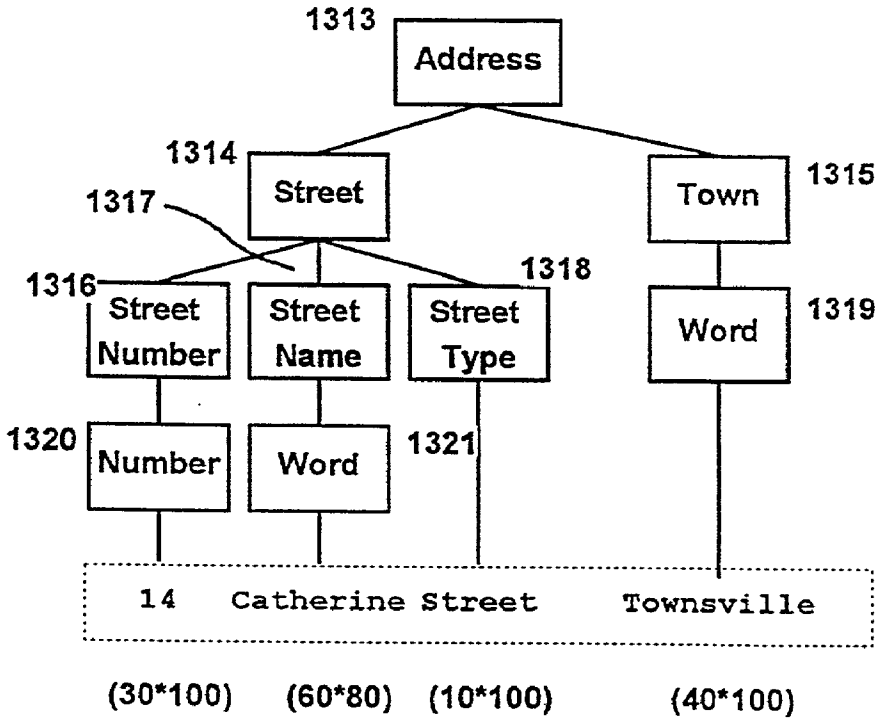 1313
Address
1314
Street
Town
1315
1317
1316
1318
Street
Number
Street
Name
Street
Type
Word
1319
1320
Number
Word
1321
14 Catherine Street Townsville
(30*100) (60*80) (10*100) (40*100)